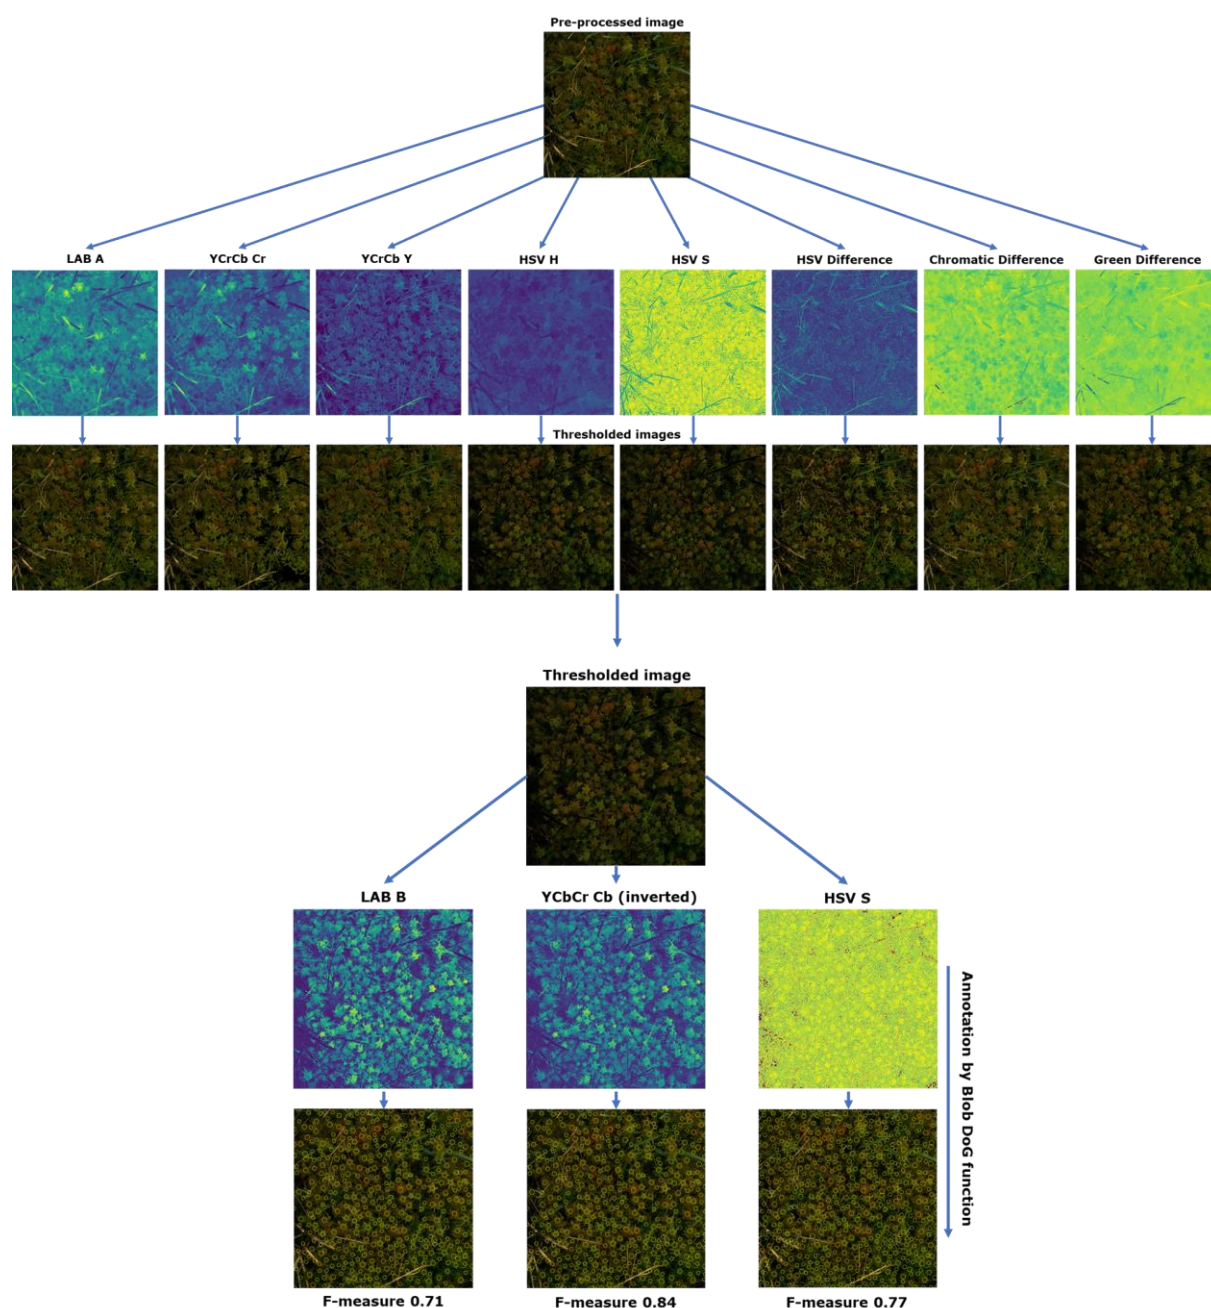 Pre-processed image
LAB A
YCrCb Cr
YCrCb Y
HSV H
HSV S
HSV Difference
Chromatic Difference
Green Difference
Thresholded images
Thresholded image
LAB B
YCbCr Cb (inverted)
HSV S
Annotation by Blob DoG function
F-measure 0.71
F-measure 0.84
F-measure 0.77